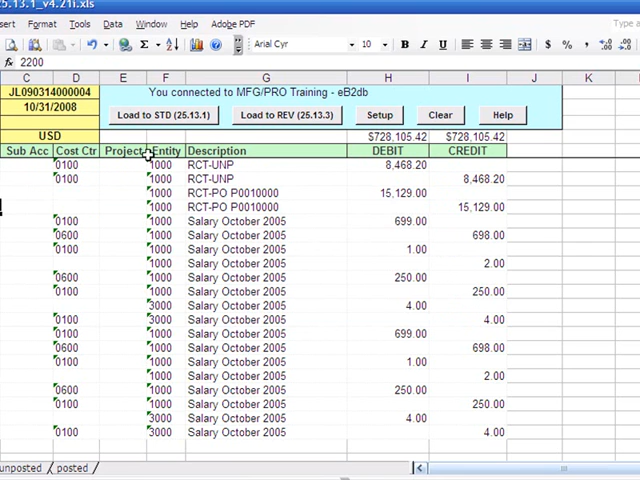 25.13.1_v4.21i.xls
nsert Format Tools Data Window Help Adobe PDF Type a
Σ 100% Arial Cyr 10 B I U $ % ,
fx 2200
C D E F G H I J K L
JL090314000004 You connected to MFG/PRO Training - eB2db
10/31/2008 Load to STD (25.13.1) Load to REV (25.13.3) Setup Clear Help
USD $728,105.42 $728,105.42
Sub Acc Cost Ctr Project Entity Description DEBIT CREDIT
0100 1000 RCT-UNP 8,468.20
0100 1000 RCT-UNP 8,468.20
1000 RCT-PO P0010000 15,129.00
1000 RCT-PO P0010000 15,129.00
0100 1000 Salary October 2005 699.00
0600 1000 Salary October 2005 698.00
0100 1000 Salary October 2005 1.00
1000 Salary October 2005 2.00
0600 1000 Salary October 2005 250.00
0100 1000 Salary October 2005 250.00
3000 Salary October 2005 4.00
0100 3000 Salary October 2005 4.00
0100 1000 Salary October 2005 699.00
0600 1000 Salary October 2005 698.00
0100 1000 Salary October 2005 1.00
1000 Salary October 2005 2.00
0600 1000 Salary October 2005 250.00
0100 1000 Salary October 2005 250.00
3000 Salary October 2005 4.00
0100 3000 Salary October 2005 4.00
unposted posted